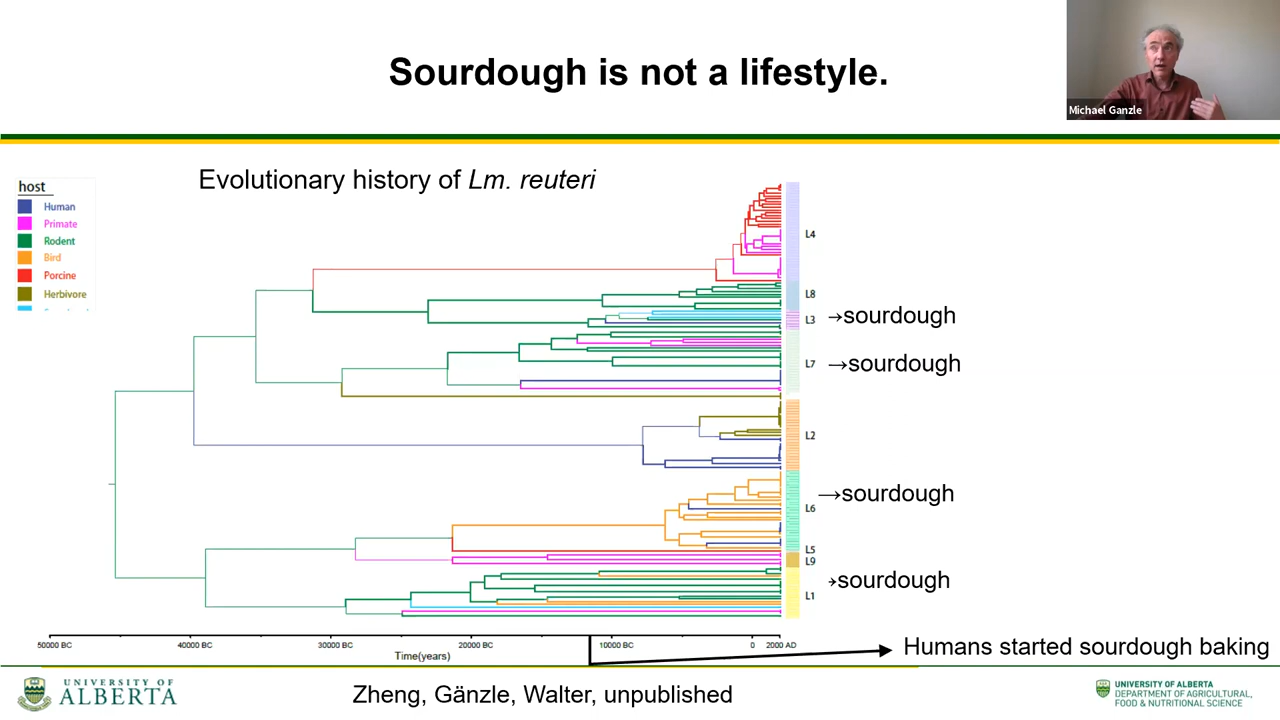 Sourdough is not a lifestyle.
Michael Ganzle
Evolutionary history of Lm. reuteri
host
Human
Primate
Rodent
Bird
Porcine
Herbivore
L4
L8
L3
→sourdough
L7
→sourdough
L2
→sourdough
L6
L5
L9
→sourdough
L1
50000 BC
40000 BC
30000 BC
20000 BC
10000 BC
0
2000 AD
Time(years)
Humans started sourdough baking
UNIVERSITY OF
ALBERTA
Zheng, Gänzle, Walter, unpublished
UNIVERSITY OF ALBERTA
DEPARTMENT OF AGRICULTURAL,
FOOD & NUTRITIONAL SCIENCE